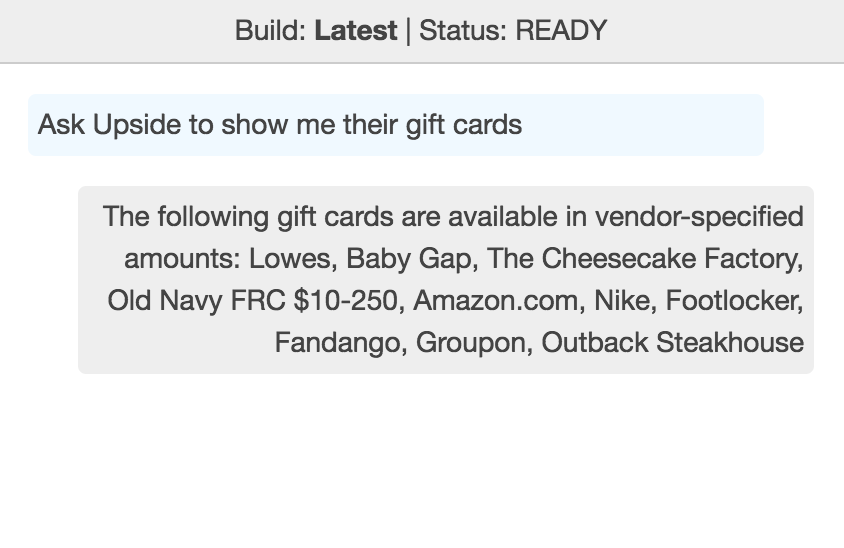 Build: Latest | Status: READY
Ask Upside to show me their gift cards
The following gift cards are available in vendor-specified
amounts: Lowes, Baby Gap, The Cheesecake Factory,
Old Navy FRC $10-250, Amazon.com, Nike, Footlocker,
Fandango, Groupon, Outback Steakhouse